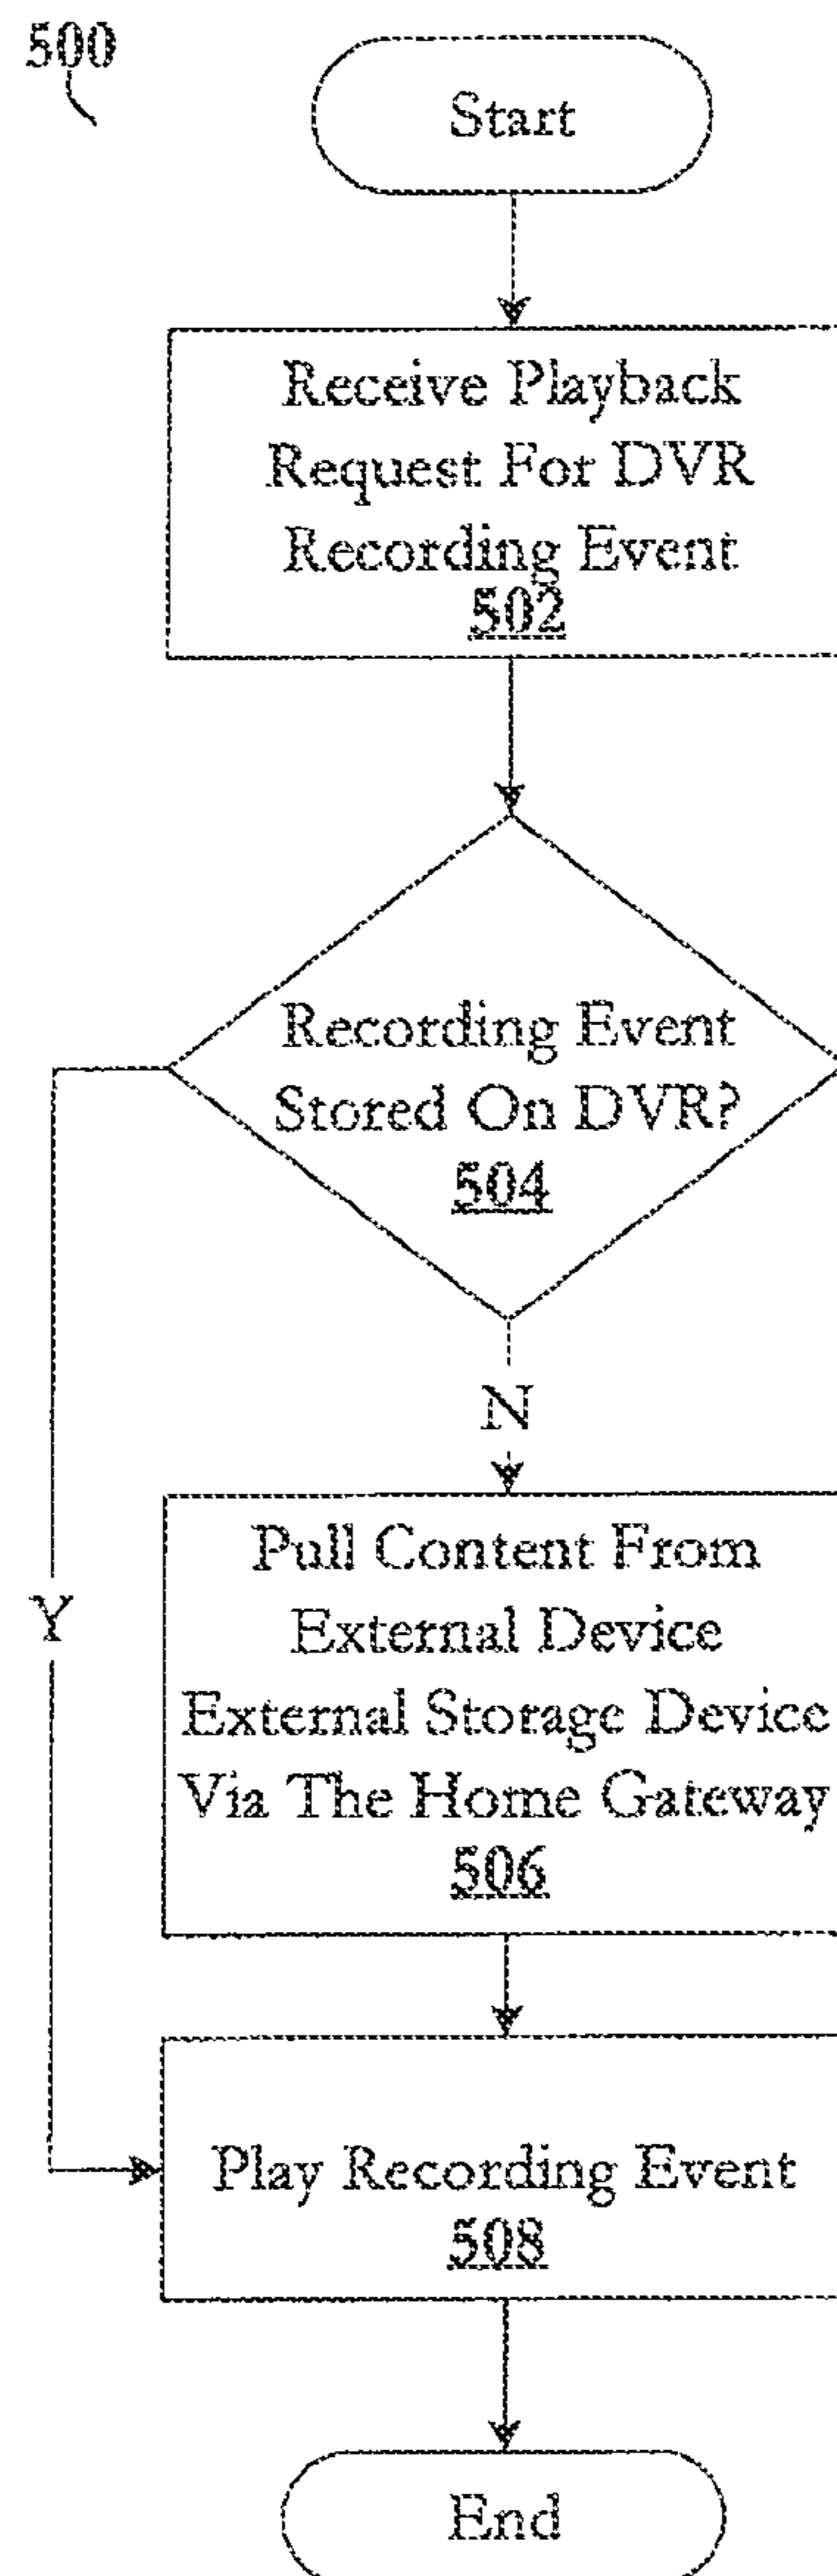 500
Start
Receive Playback
Request For DVR
Recording Event
502
Recording Event
Stored On DVR?
504
N
Pull Content From
External Device
External Storage Device
Via The Home Gateway
506
Y
Play Recording Event
508
End